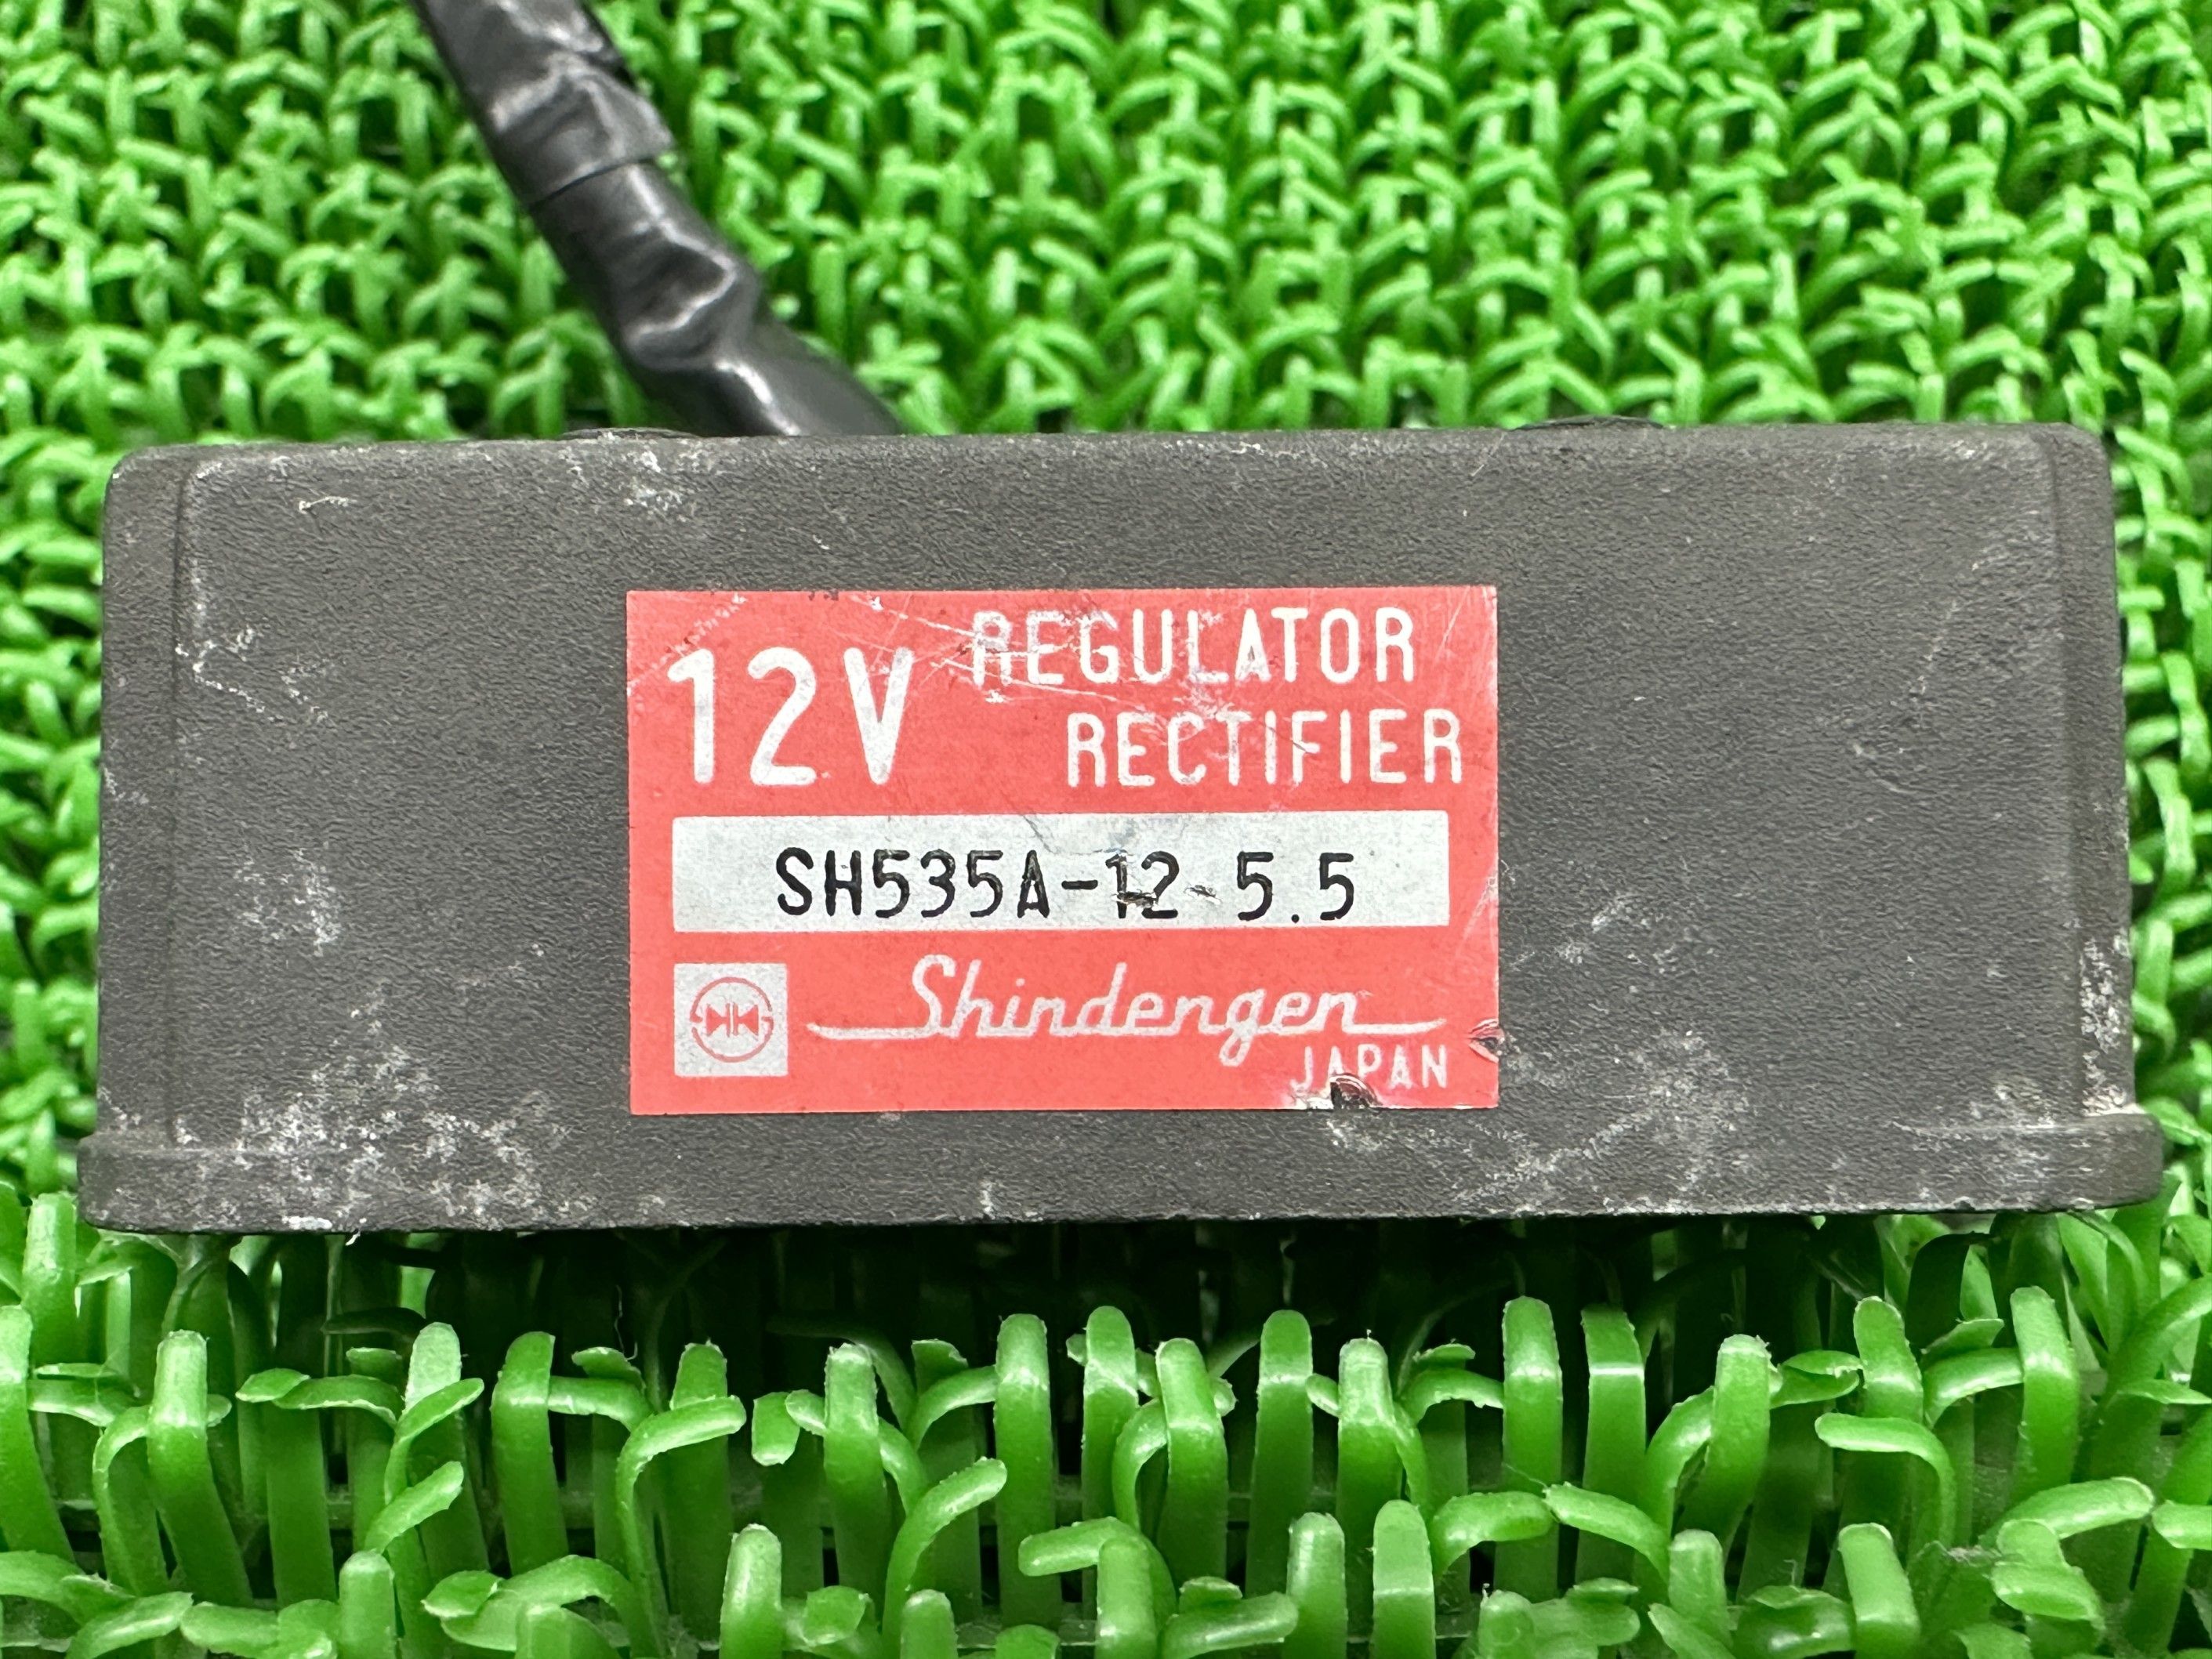 12V REGULATOR
RECTIFIER
SH535A-12 5.5
Shindengen
JAPAN